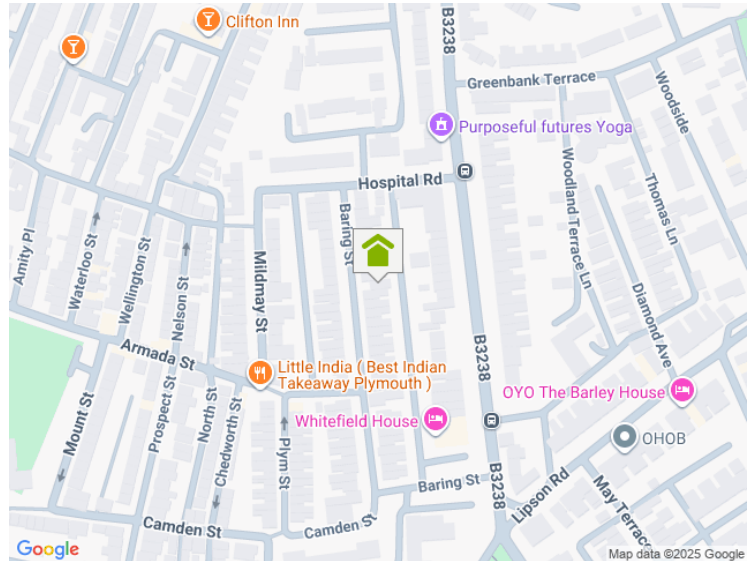 Clifton Inn
B3238
Greenbank Terrace
Woodside
Purposeful futures Yoga
Woodland Terrace Ln
Thomas Ln
Hospital Rd
Baring St
Mildmay St
Amity Pl
Waterloo St
Wellington St
Nelson St
Diamond Ave
B3238
Armada St
Little India ( Best Indian
Takeaway Plymouth )
OYO The Barley House
Whitefield House
OHOB
Mount St
Prospect St
North St
Chedworth St
Plym St
Baring St
B3238
Lipson Rd
May Terrace
Camden St
Camden St
Google
Map data ©2025 Google